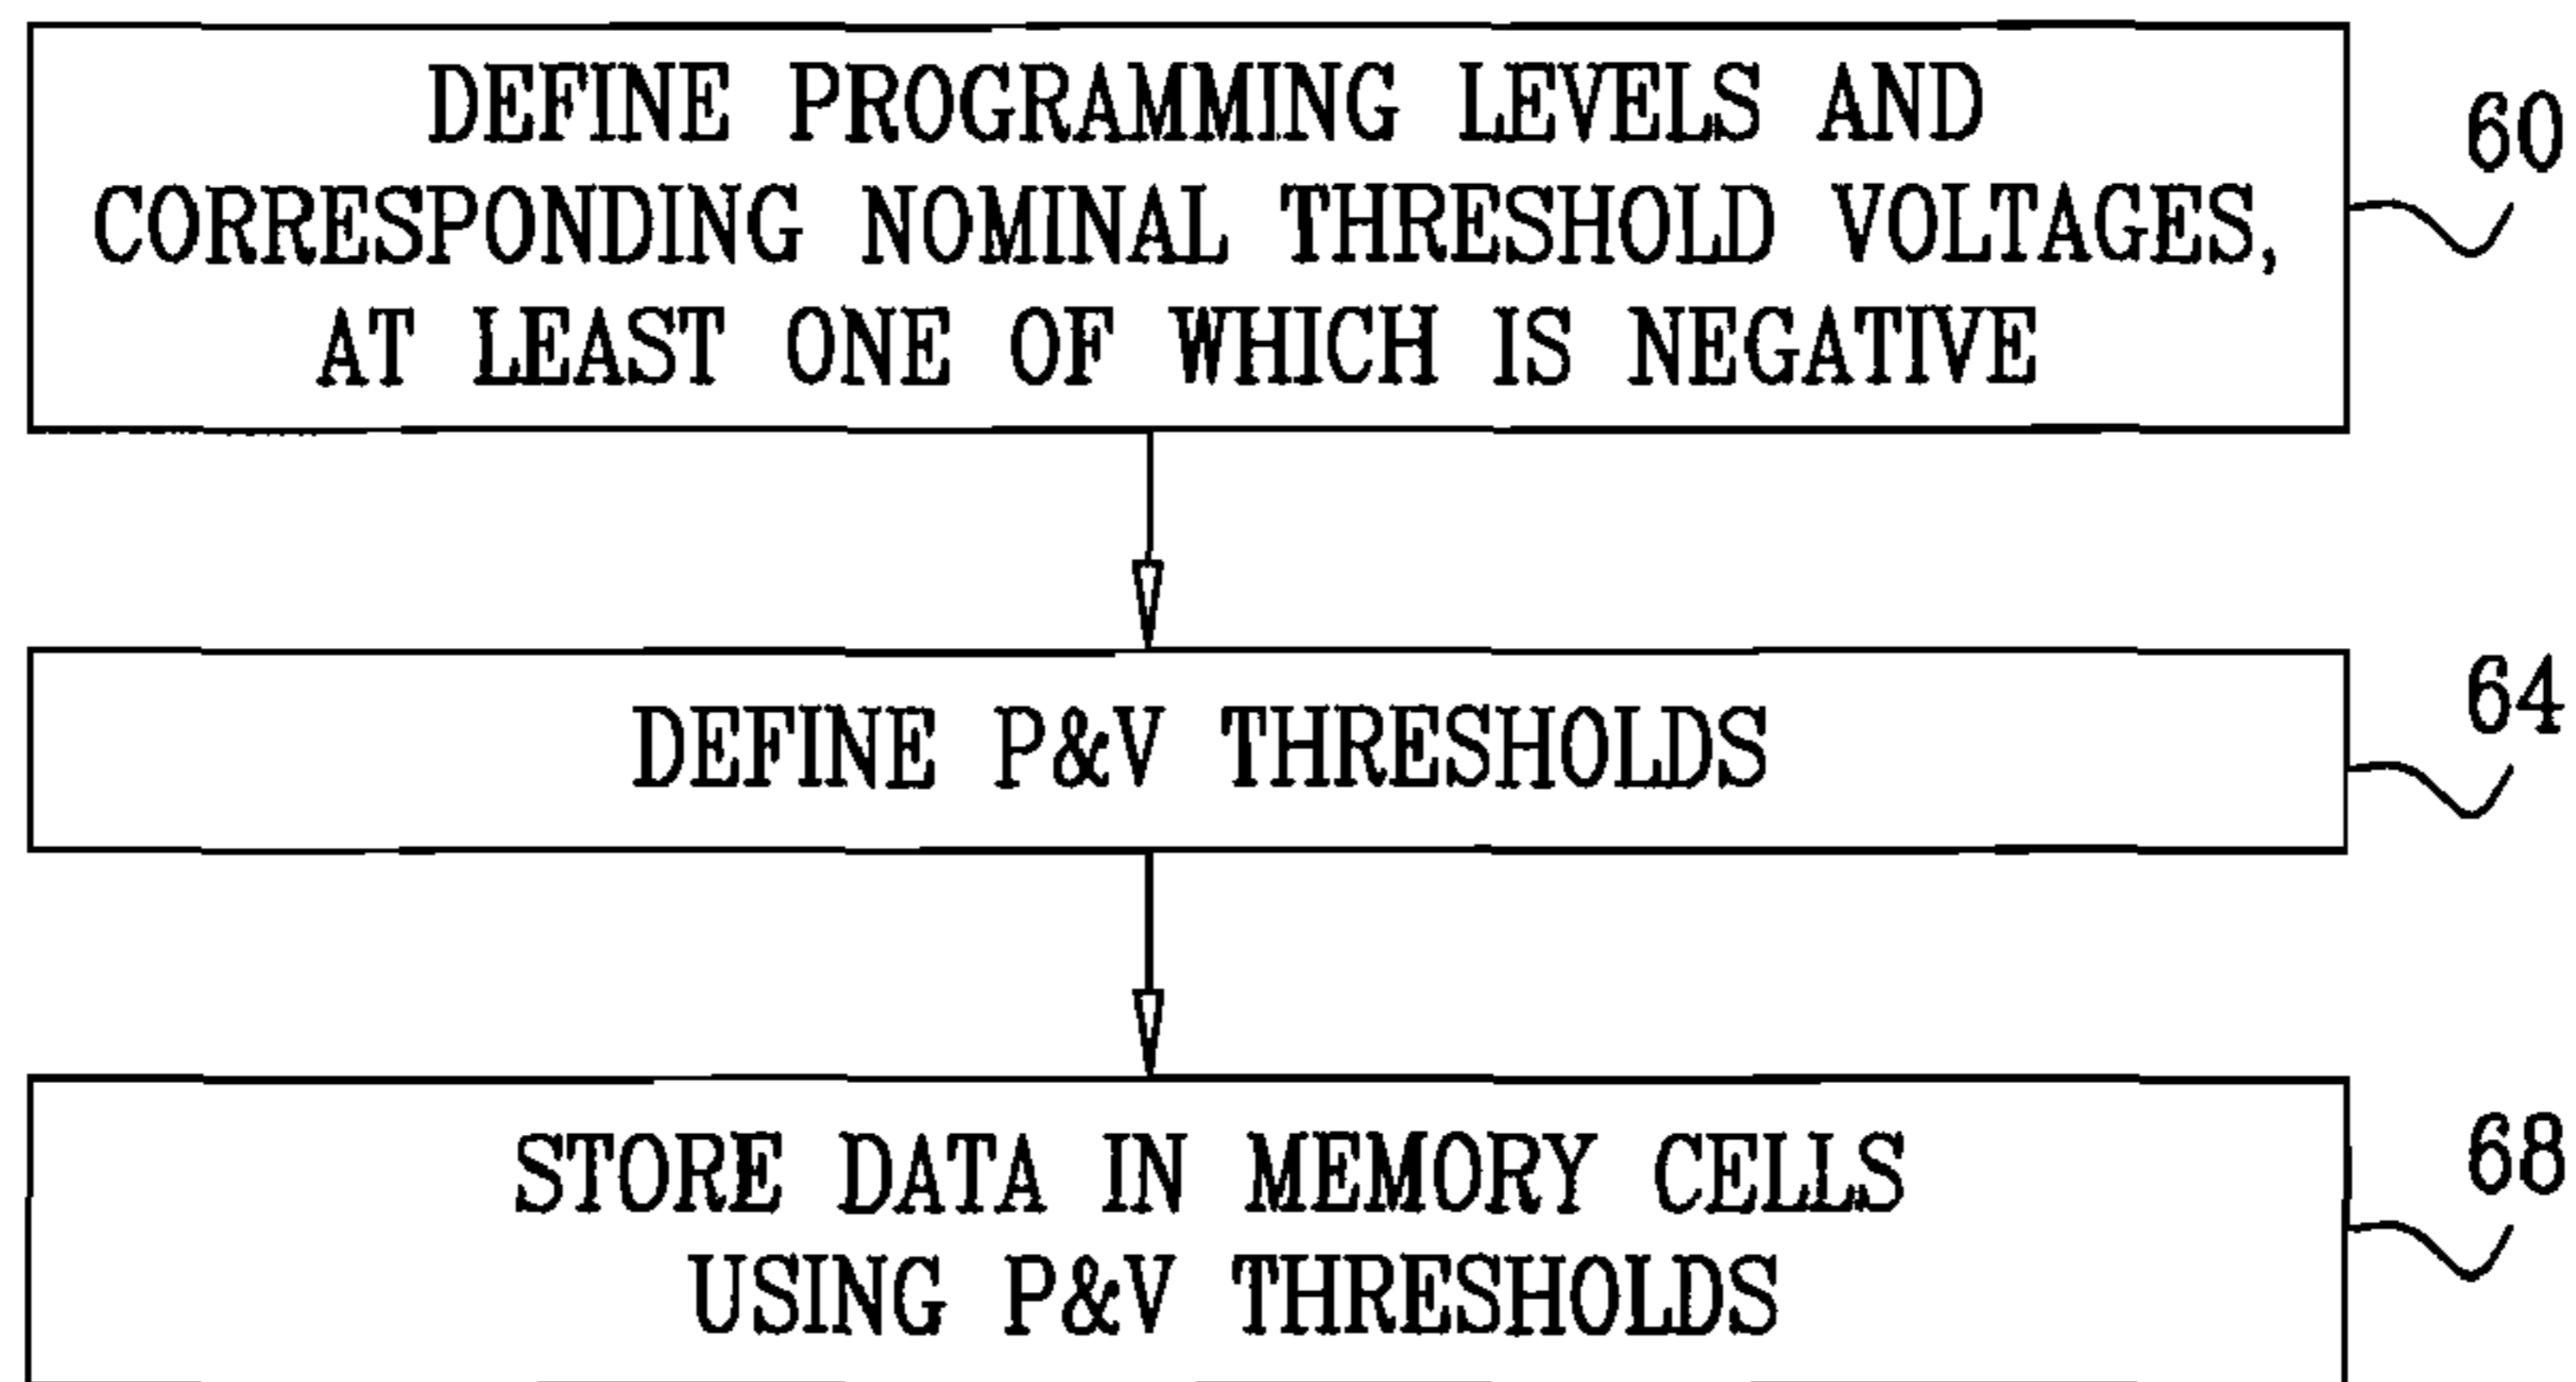 DEFINE PROGRAMMING LEVELS AND
CORRESPONDING NOMINAL THRESHOLD VOLTAGES,
AT LEAST ONE OF WHICH IS NEGATIVE
60
DEFINE P&V THRESHOLDS
64
STORE DATA IN MEMORY CELLS
USING P&V THRESHOLDS
68